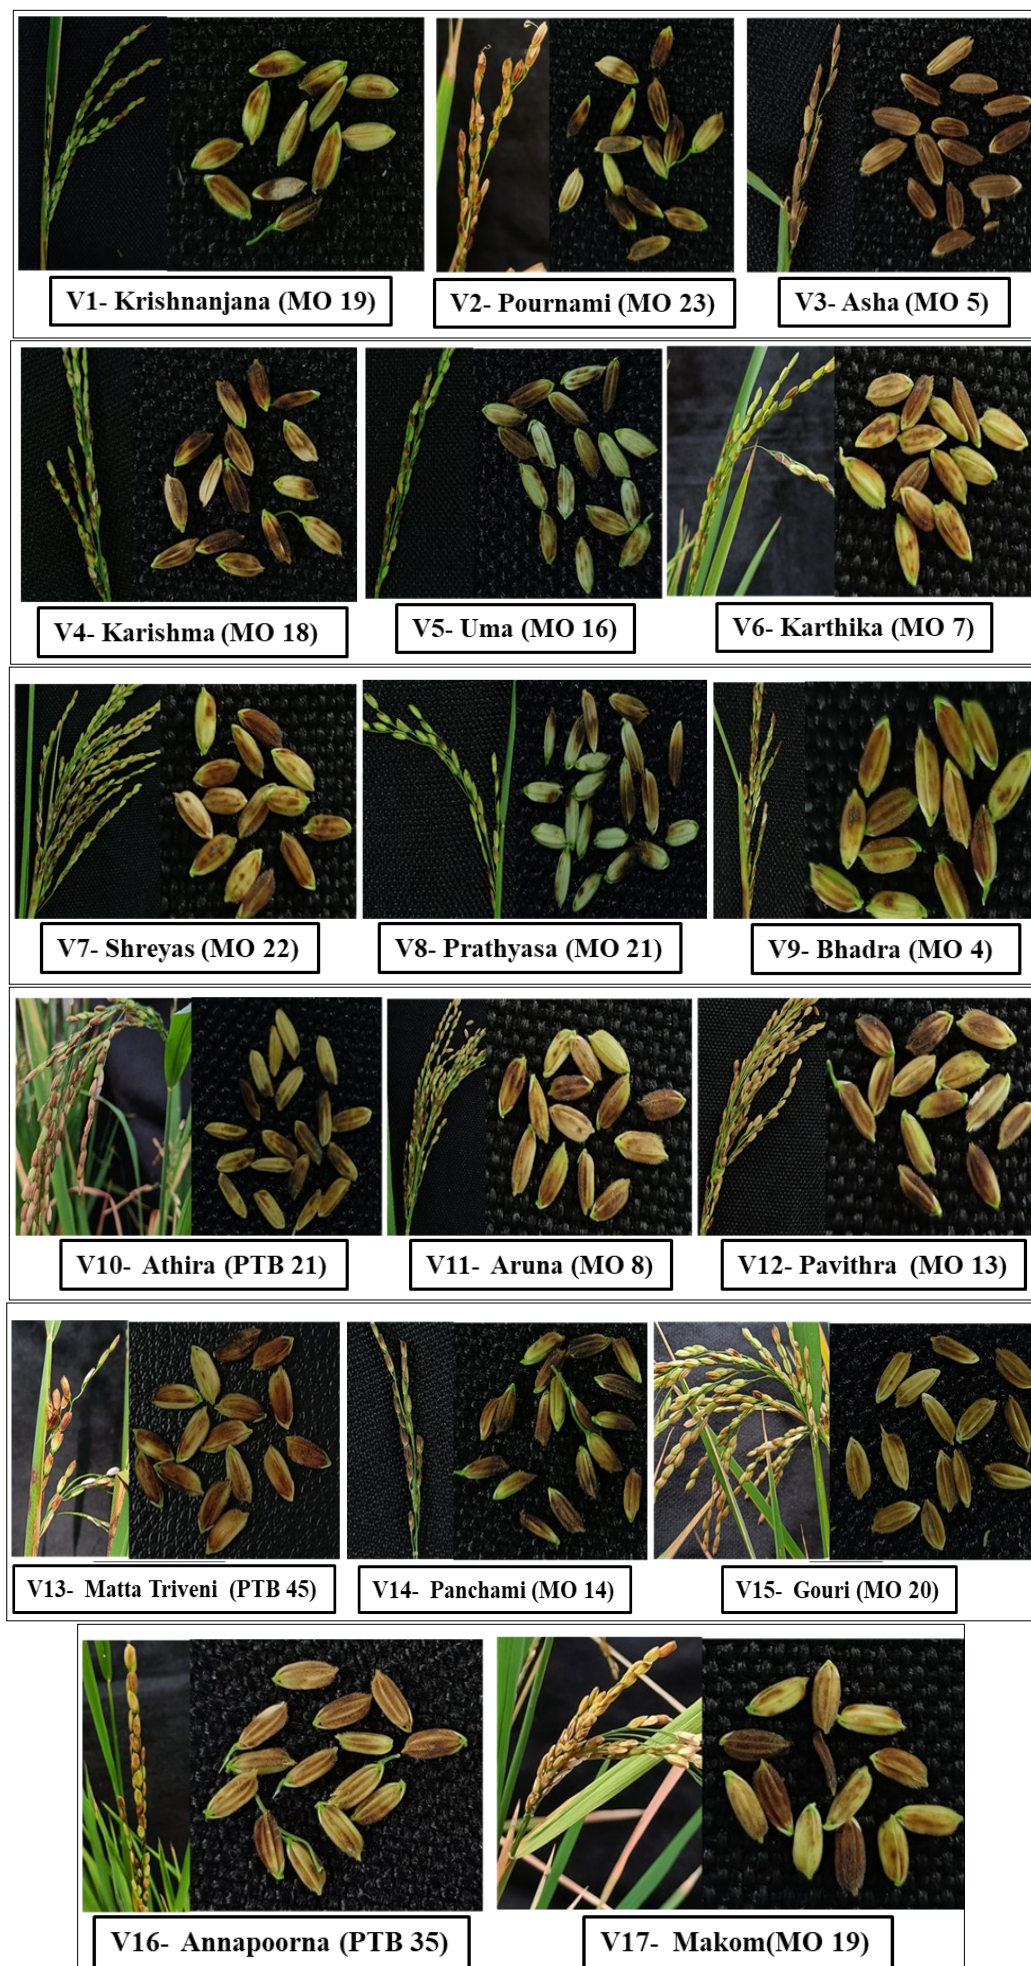 V1- Krishnanjana (MO 19)
V2- Pournami (MO 23)
V3- Asha (MO 5)
V4- Karishma (MO 18)
V5- Uma (MO 16)
V6- Karthika (MO 7)
V7- Shreyas (MO 22)
V8- Prathyasa (MO 21)
V9- Bhadra (MO 4)
V10- Athira (PTB 21)
V11- Aruna (MO 8)
V12- Pavithra (MO 13)
V13- Matta Triveni (PTB 45)
V14- Panchami (MO 14)
V15- Gouri (MO 20)
V16- Annapoorna (PTB 35)
V17- Makom(MO 19)